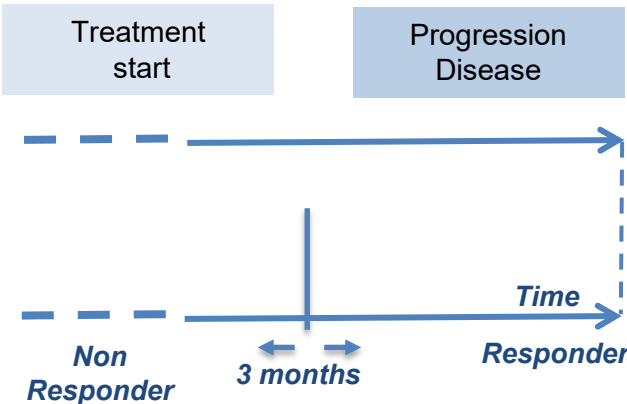 Treatment
start
Progression
Disease
Time
Non
Responder
3 months
Responder